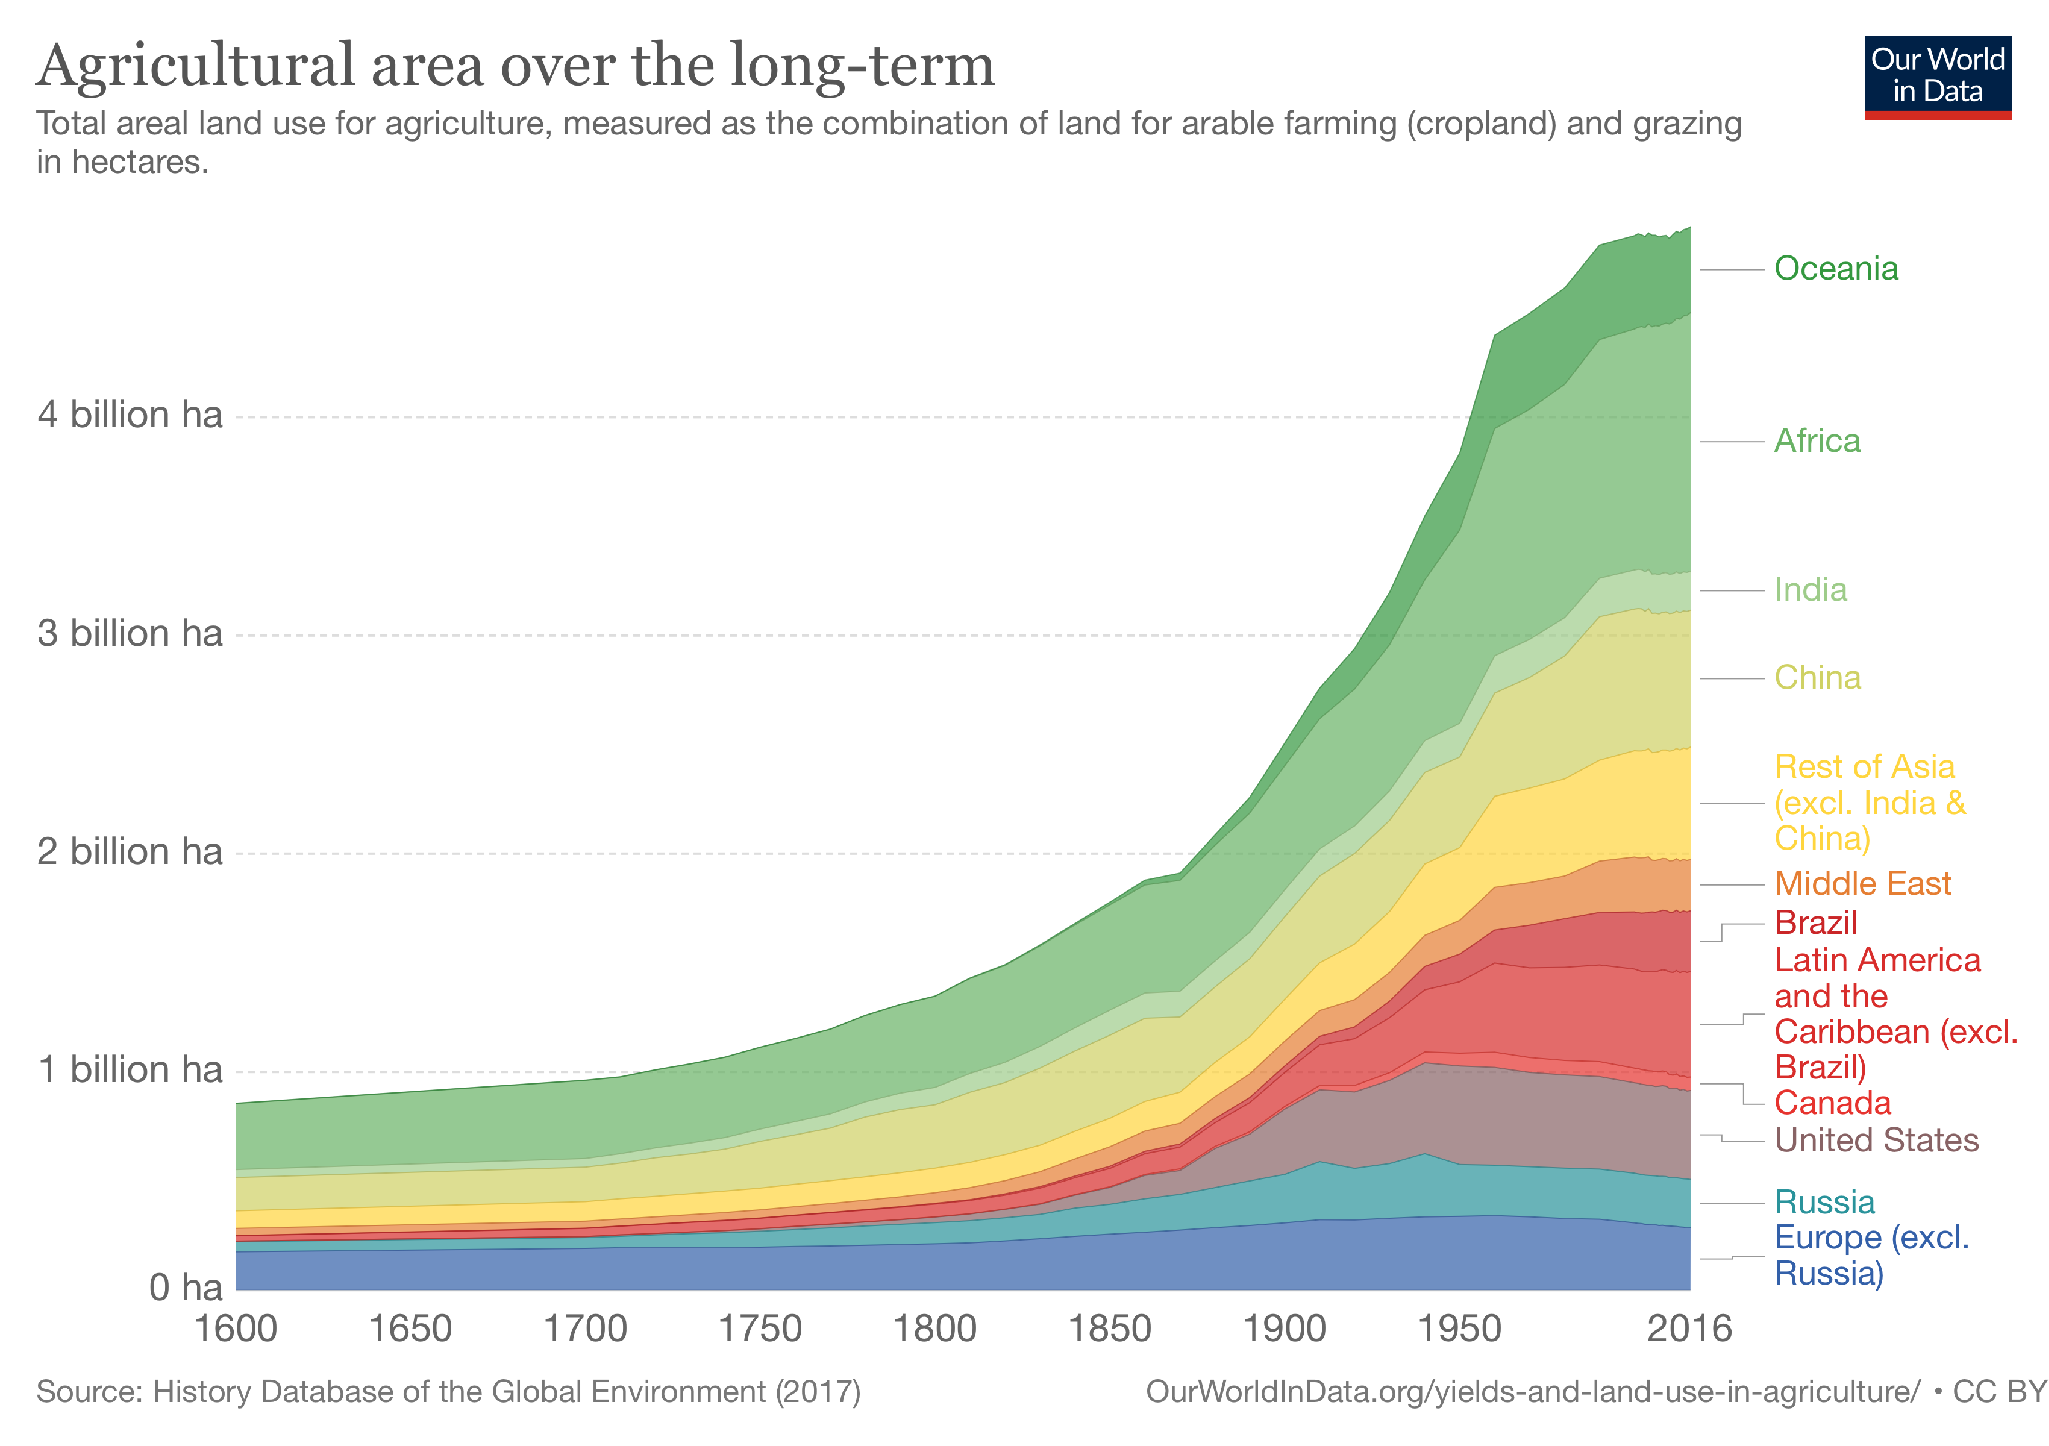 Agricultural area over the long-term
Our World
in Data
Total areal land use for agriculture, measured as the combination of land for arable farming (cropland) and grazing
in hectares.
4 billion ha
3 billion ha
2 billion ha
1 billion ha
0 ha
Oceania
Africa
India
China
Rest of Asia
(excl. India &
China)
Middle East
Brazil
Latin America
and the
Caribbean (excl.
Brazil)
Canada
United States
Russia
Europe (excl.
Russia)
1600 1650 1700 1750 1800 1850 1900 1950 2016
Source: History Database of the Global Environment (2017)
OurWorldInData.org/yields-and-land-use-in-agriculture/ • CC BY